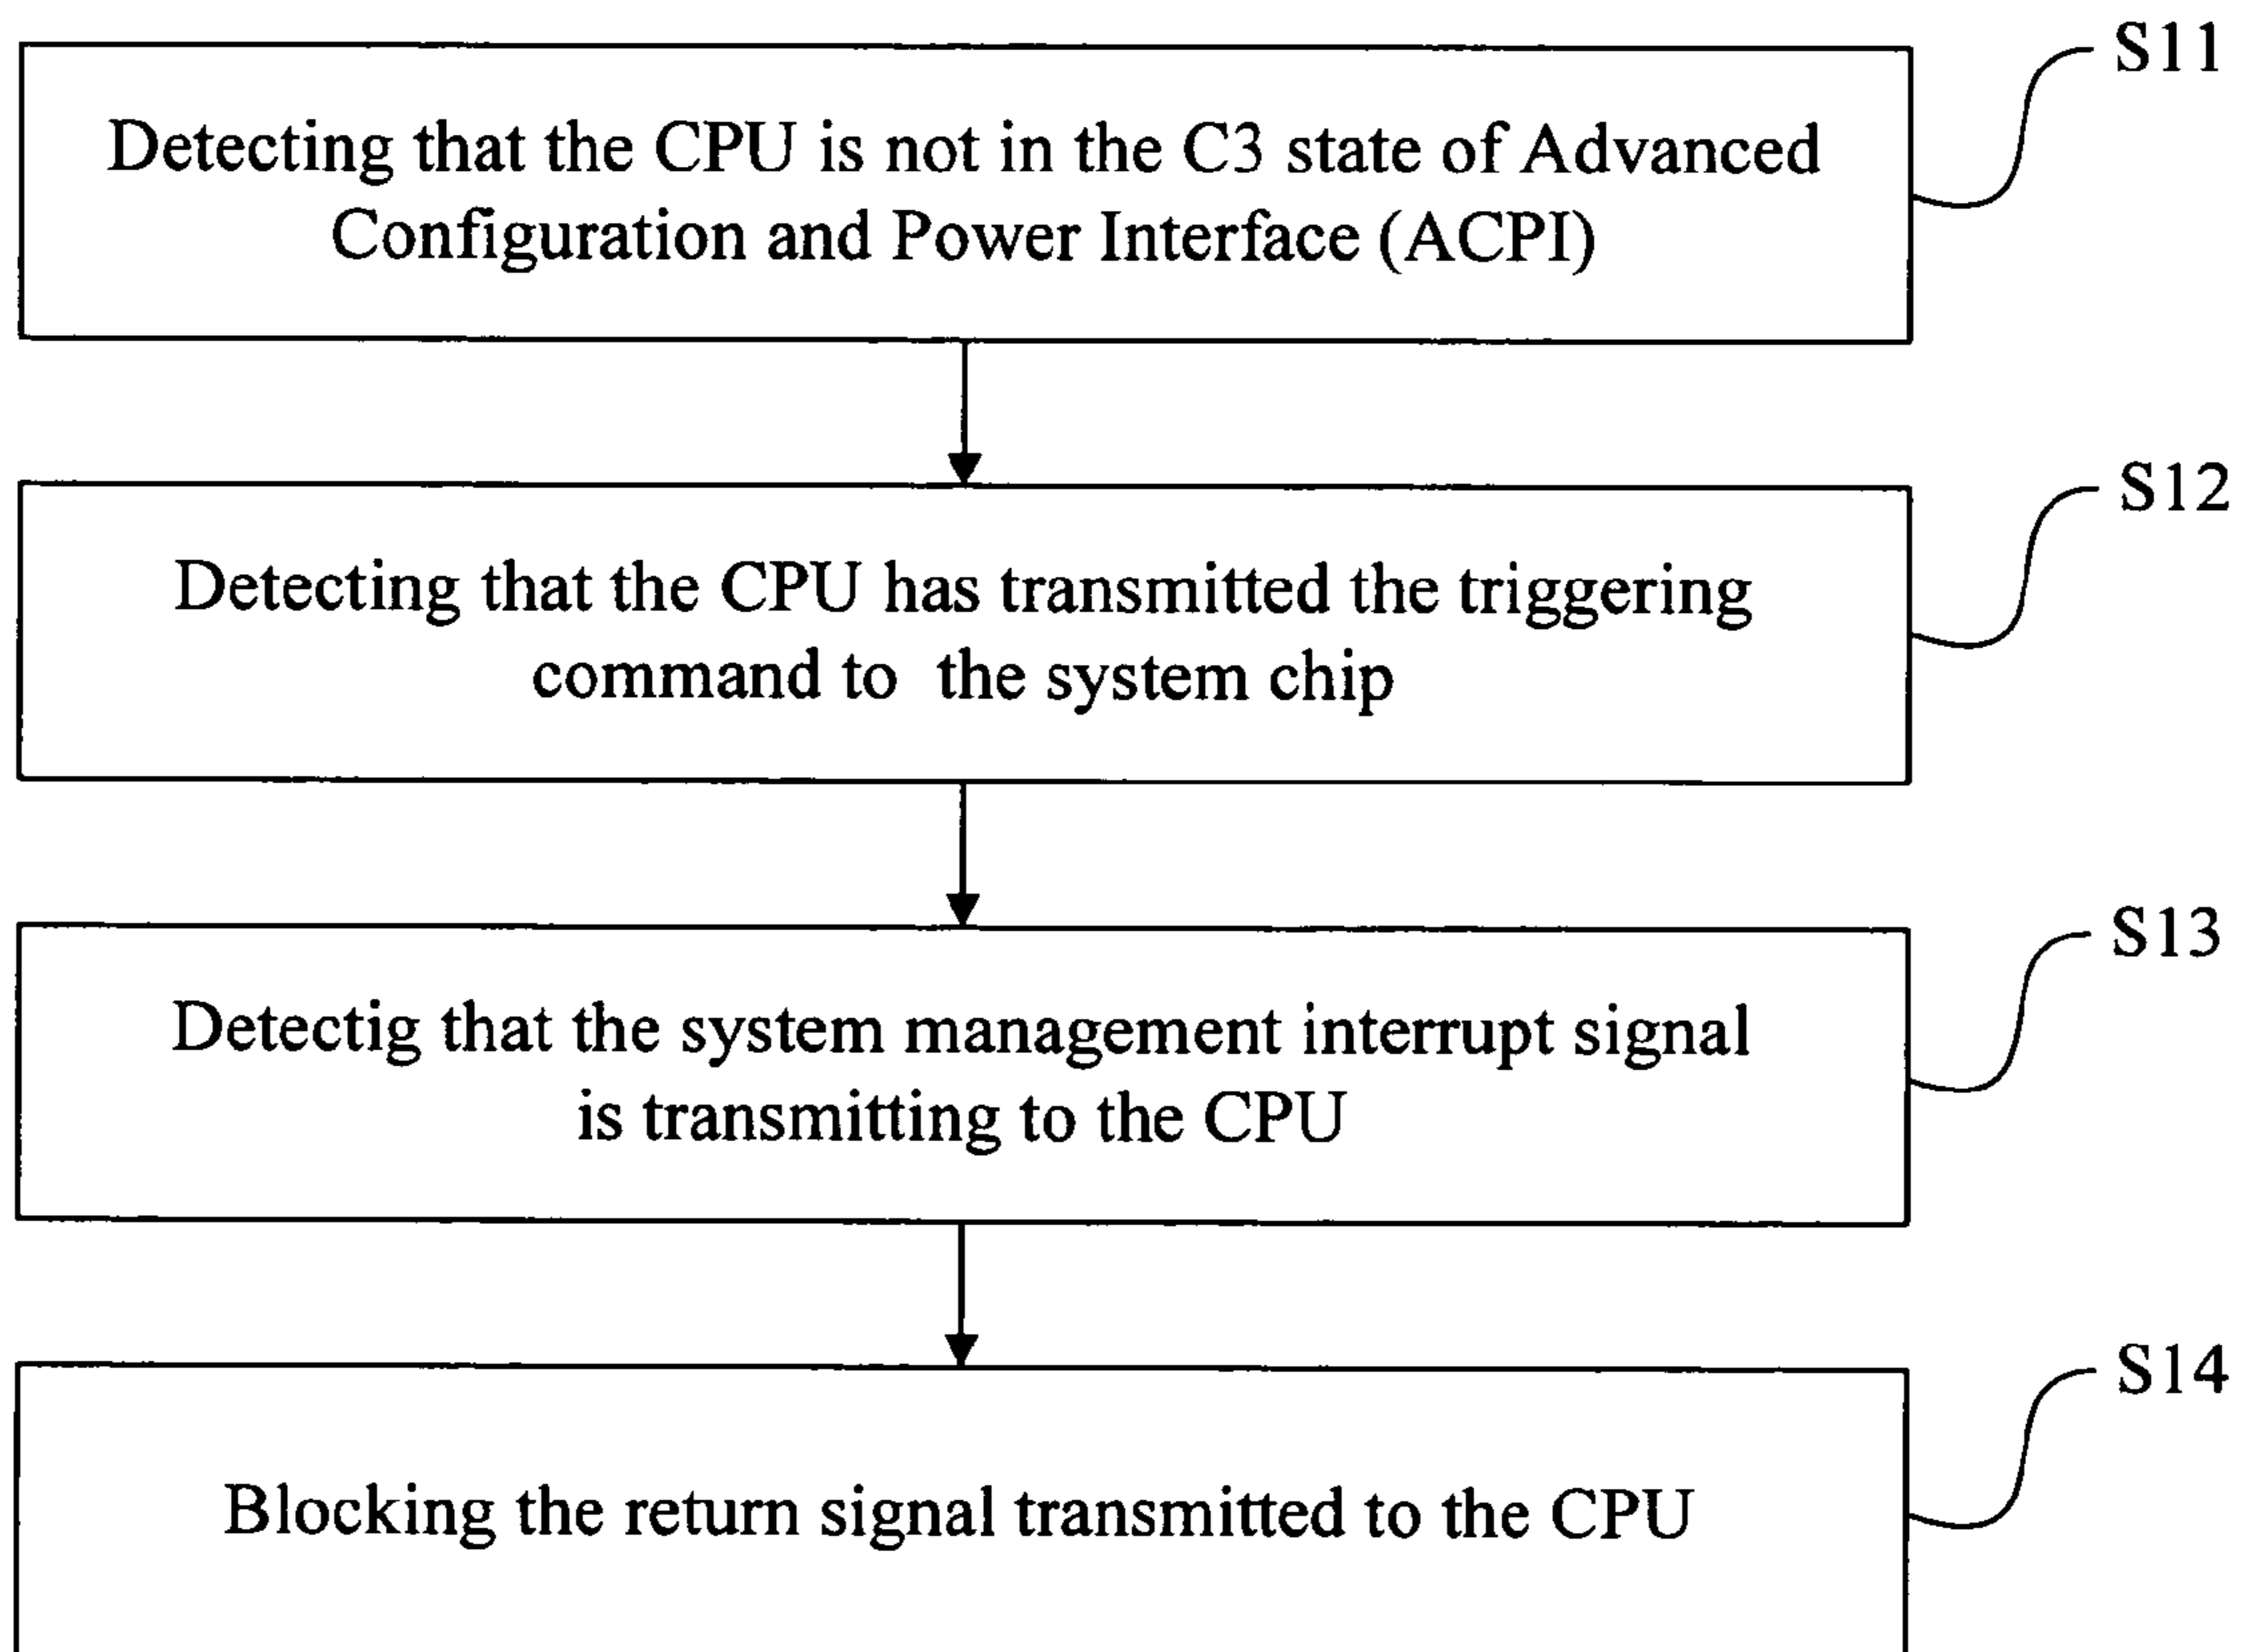 S11
Detecting that the CPU is not in the C3 state of Advanced
Configuration and Power Interface (ACPI)
S12
Detecting that the CPU has transmitted the triggering
command to the system chip
S13
Detectig that the system management interrupt signal
is transmitting to the CPU
S14
Blocking the return signal transmitted to the CPU